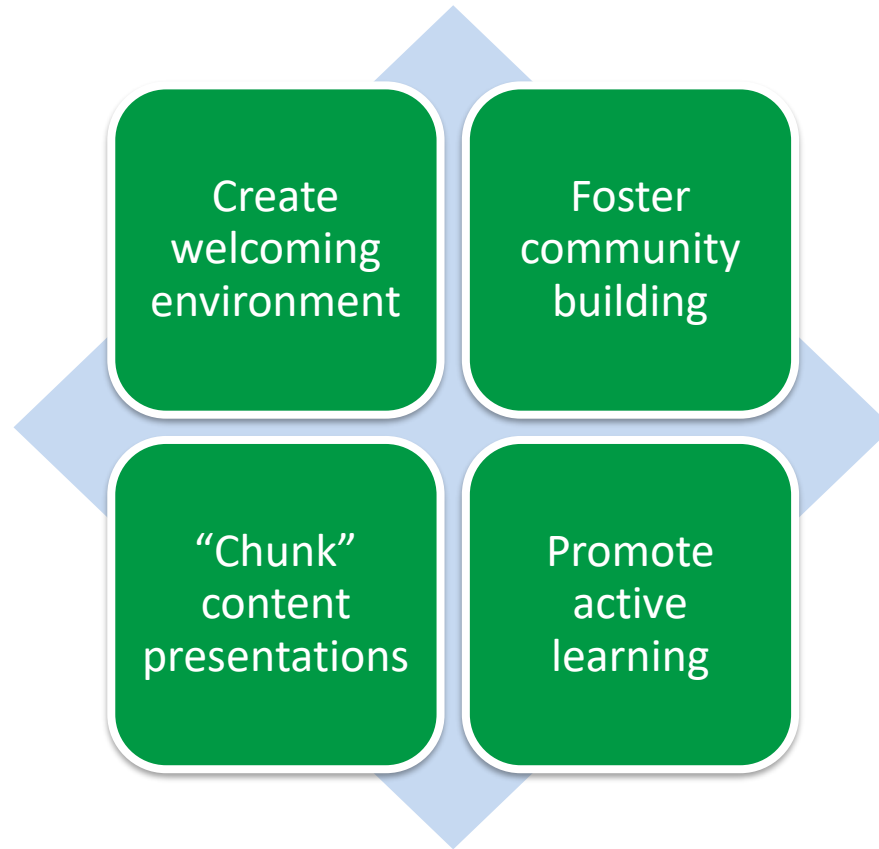 Create
welcoming
environment
Foster
community
building
“Chunk”
content
presentations
Promote
active
learning